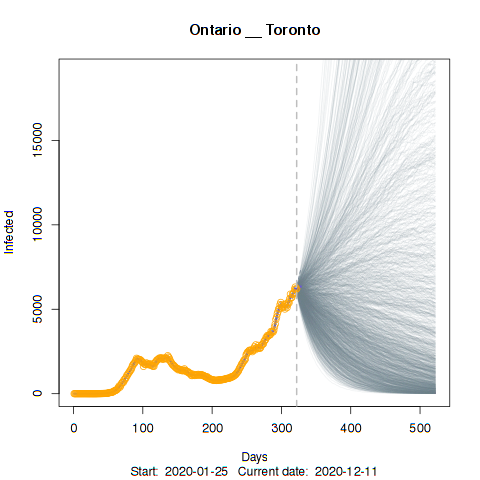 Ontario __ Toronto
Infected
15000
10000
5000
0
0 100 200 300 400 500
Days
Start: 2020-01-25 Current date: 2020-12-11